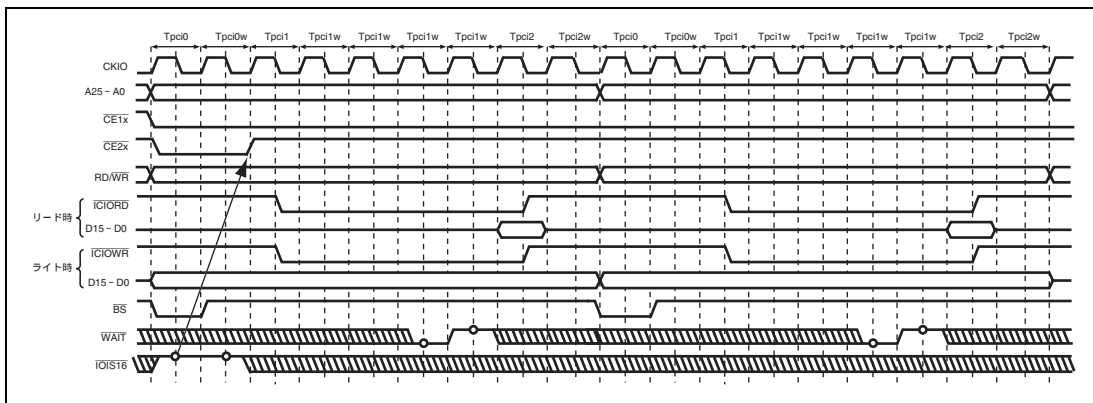 Tpci0 Tpci0w Tpci1 Tpci1w Tpci1w Tpci1w Tpci1w Tpci2 Tpci2w Tpci0 Tpci0w Tpci1 Tpci1w Tpci1w Tpci1w Tpci1w Tpci2 Tpci2w
CKIO
A25~A0
CE1x
CE2x
RD/WR
リード時
ICIORD
D15~D0
ライト時
ICIOWR
D15~D0
BS
WAIT
IOIS16